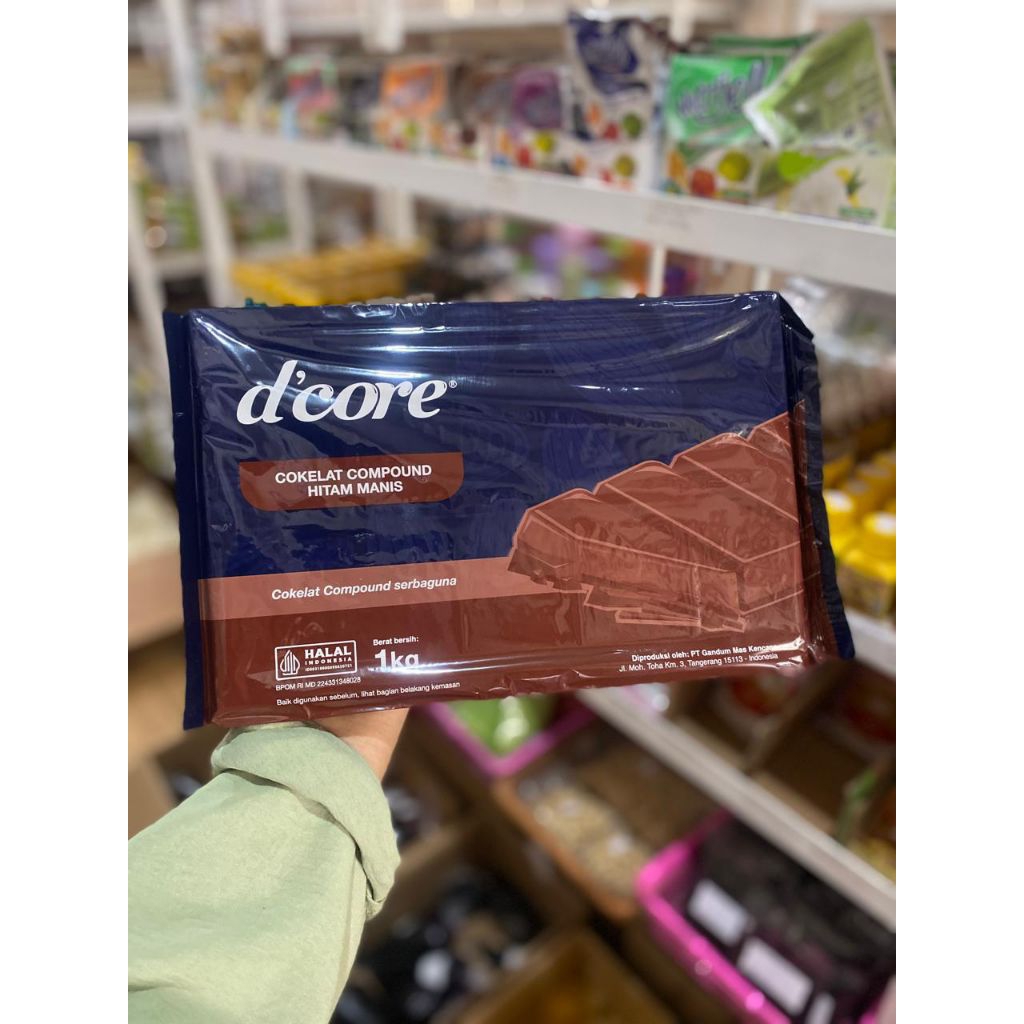 d'core®
COKELAT COMPOUND
HITAM MANIS
Cokelat Compound serbaguna
HALAL
INDONESIA
Berat bersih:
1kg
BPOM RI MD 224331348028
Baik digunakan sebelum, lihat bagian belakang kemasan
Diproduksi oleh: PT Gandum Mas Kencana
Jl. Moh. Toha Km. 3, Tangerang 15113 - Indonesia